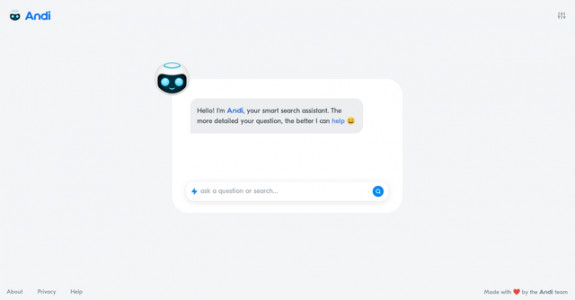 Andi
Hello! I'm Andi, your smart search assistant. The
more detailed your question, the better I can help 😄
ask a question or search...
About Privacy Help Made with ❤️ by the Andi team